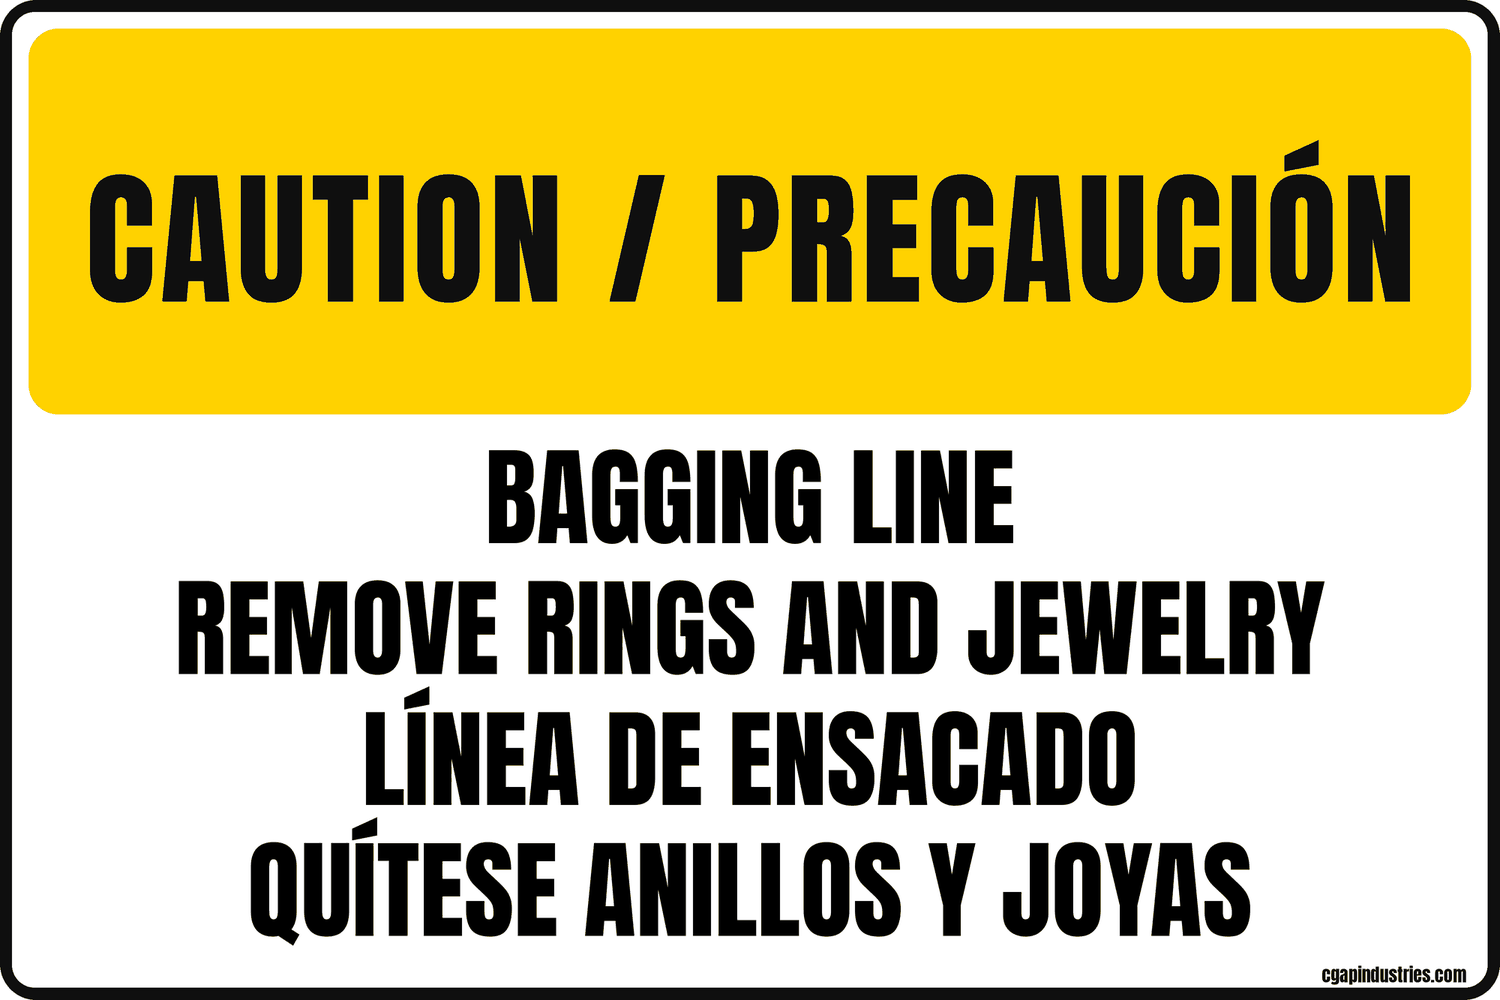 CAUTION / PRECAUCIÓN
BAGGING LINE
REMOVE RINGS AND JEWELRY
LÍNEA DE ENSACADO
QUÍTESE ANILLOS Y JOYAS
cgapindustries.com